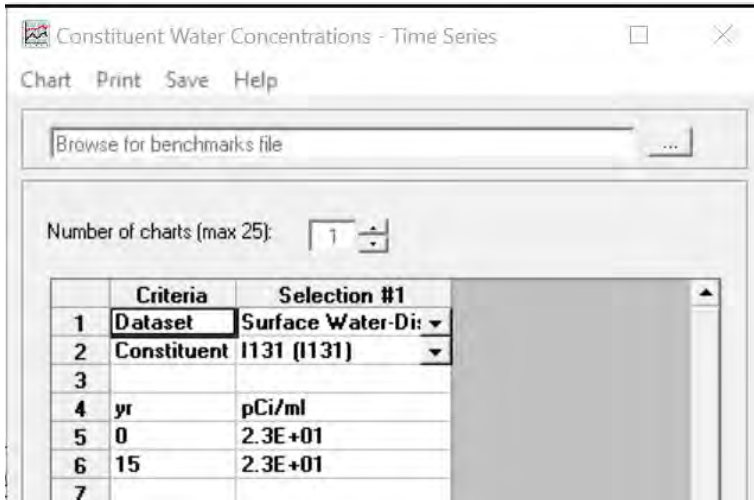 Constituent Water Concentrations - Time Series
Chart Print Save Help
Browse for benchmarks file
...
Number of charts (max 25): 1
Criteria Selection #1
1 Dataset Surface Water-Dis
2 Constituent I131 (I131)
3
4 yr pCi/ml
5 0 2.3E+01
6 15 2.3E+01
7